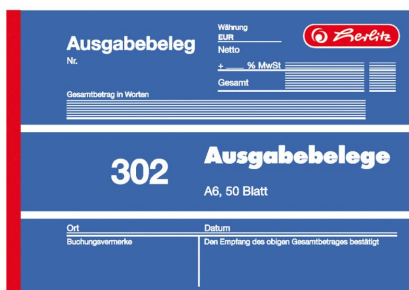 Ausgabebeleg
Nr.
Währung
EUR
Netto
+ ___ % MwSt
Gesamt
Herlitz
Gesamtbetrag in Worten
302
Ausgabebelege
A6, 50 Blatt
Ort
Datum
Buchungsvermerke
Den Empfang des obigen Gesamtbetrages bestätigt